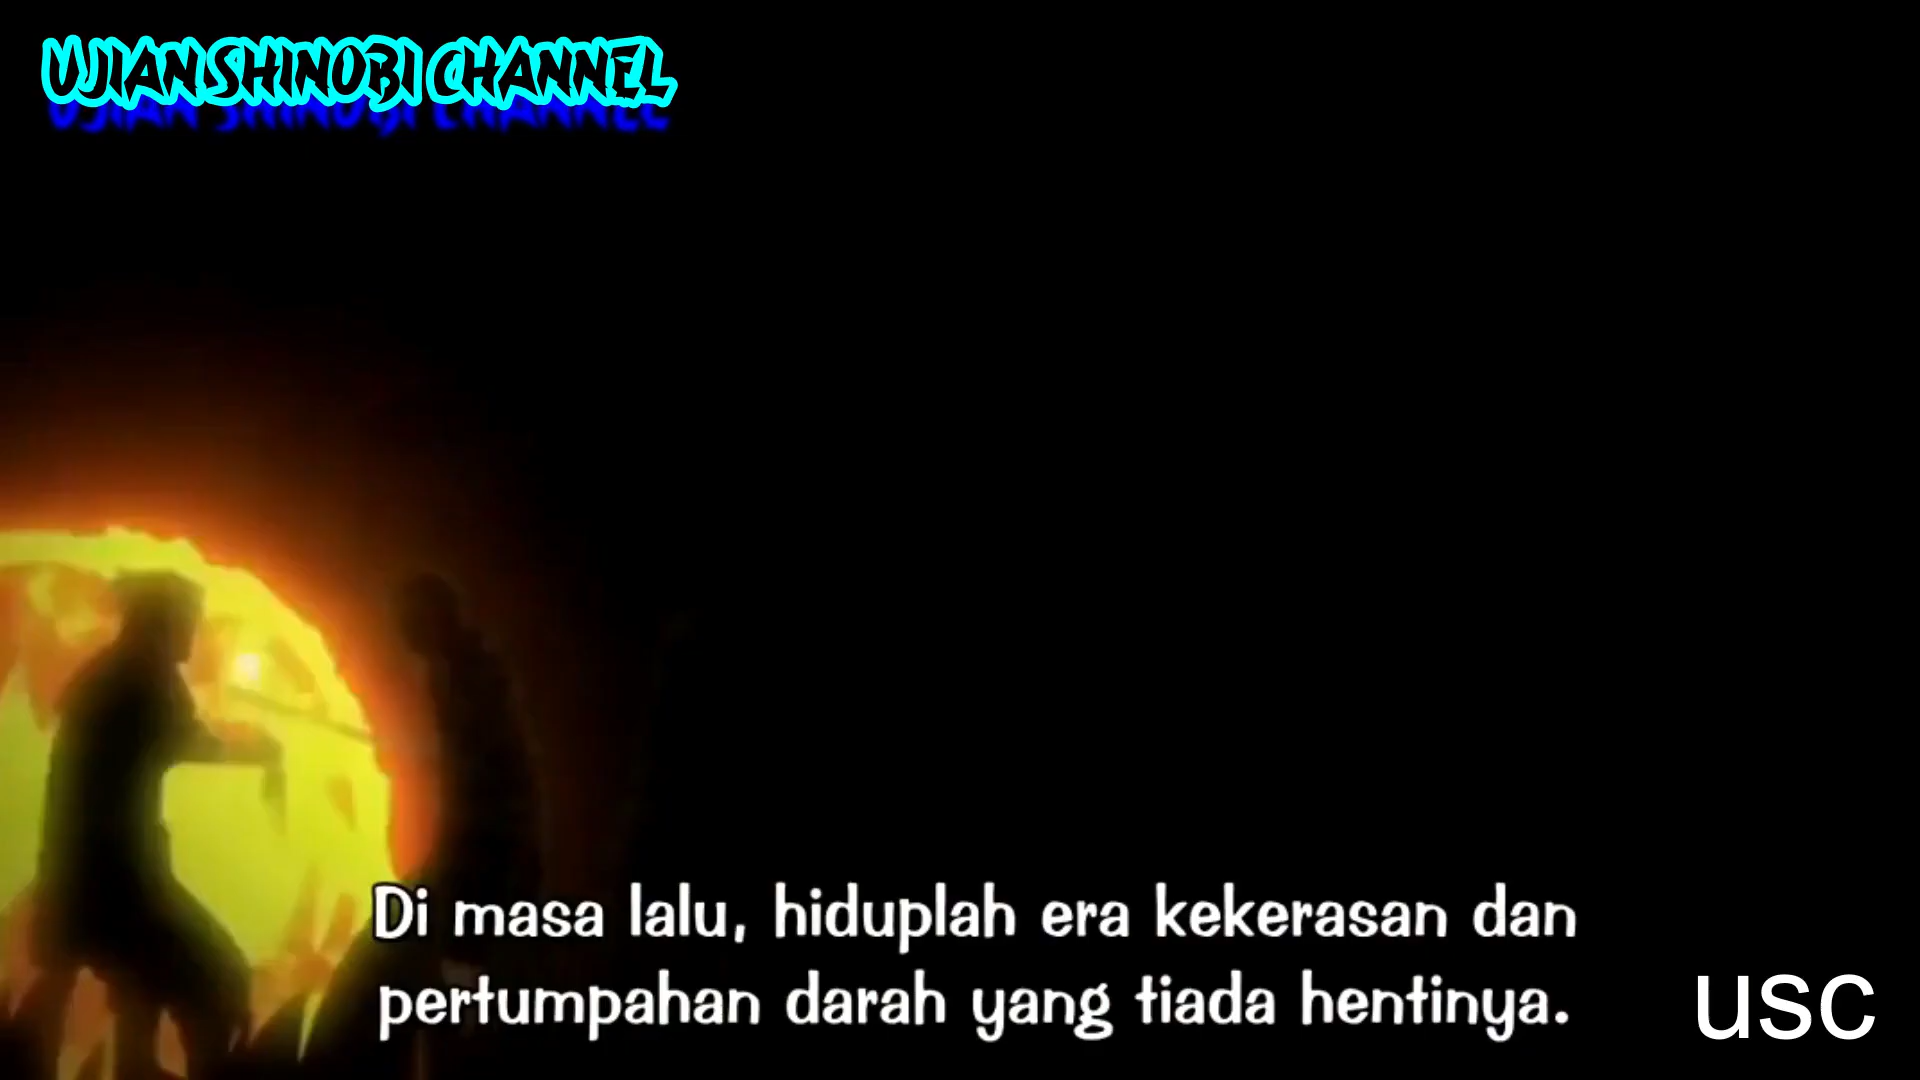 UJIAN SHINOBI CHANNEL
Di masa lalu, hiduplah era kekerasan dan
pertumpahan darah yang tiada hentinya.
USC